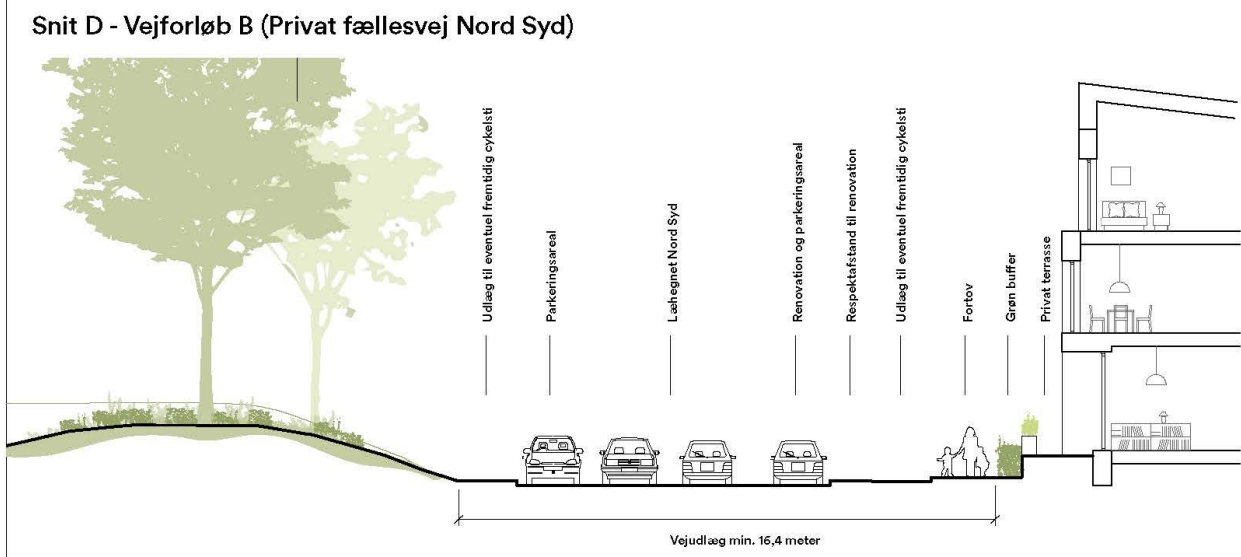 Snit D - Vejforløb B (Privat fællesvej Nord Syd)
Udlæg til eventuel fremtidig cykelsti
Parkeringsareal
Læhegnet Nord Syd
Renovation og parkeringsareal
Respektafstand til renovation
Udlæg til eventuel fremtidig cykelsti
Fortov
Grøn buffer
Privat terrasse
Vejudlæg min. 16,4 meter